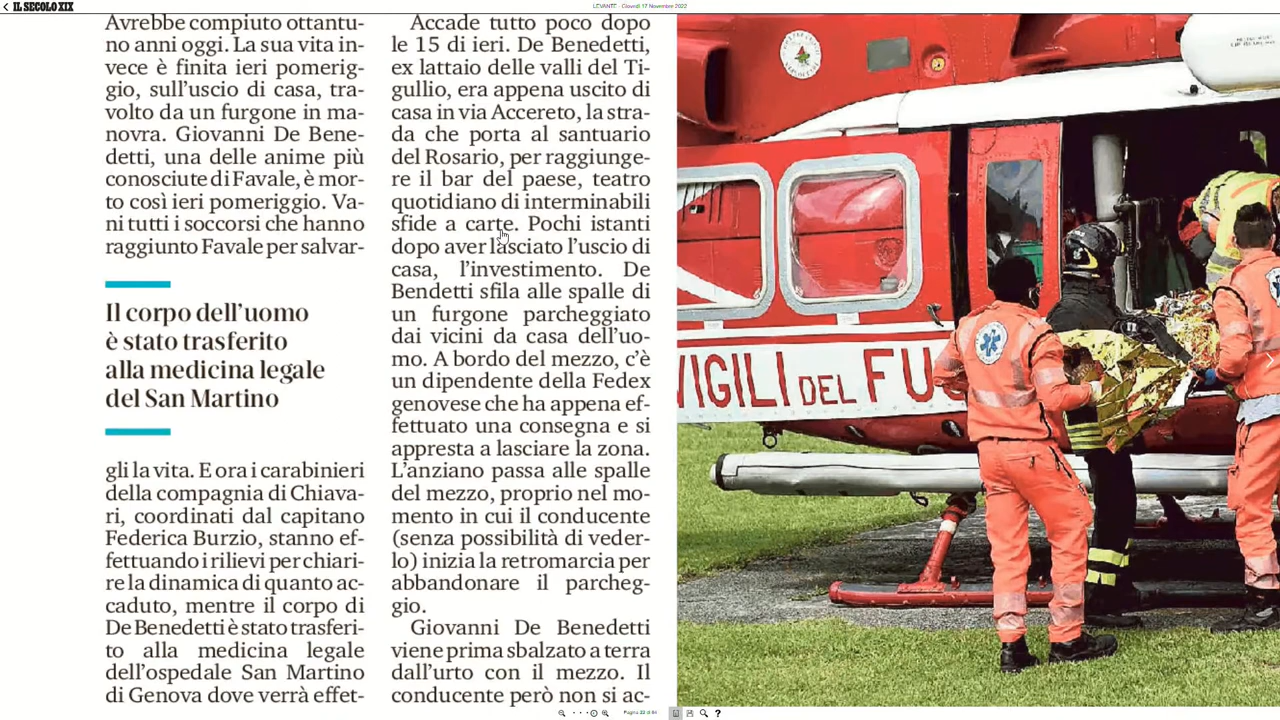 IL SECOLO XIX
LEVANTE - Giovedì 17 Novembre 2022
Avrebbe compiuto ottantu-
no anni oggi. La sua vita in-
vece è finita ieri pomerig-
gio, sull'uscio di casa, tra-
volto da un furgone in ma-
novra. Giovanni De Bene-
detti, una delle anime più
conosciute di Favale, è mor-
to così ieri pomeriggio. Va-
ni tutti i soccorsi che hanno
raggiunto Favale per salvar-
Il corpo dell'uomo
è stato trasferito
alla medicina legale
del San Martino
gli la vita. E ora i carabinieri
della compagnia di Chiava-
ri, coordinati dal capitano
Federica Burzio, stanno ef-
fettuando i rilievi per chiari-
re la dinamica di quanto ac-
caduto, mentre il corpo di
De Benedetti è stato trasferi-
to alla medicina legale
dell'ospedale San Martino
di Genova dove verrà effet-
Accade tutto poco dopo
le 15 di ieri. De Benedetti,
ex lattaio delle valli del Ti-
gullio, era appena uscito di
casa in via Accereto, la stra-
da che porta al santuario
del Rosario, per raggiunge-
re il bar del paese, teatro
quotidiano di interminabili
sfide a carte. Pochi istanti
dopo aver lasciato l'uscio di
casa, l'investimento. De
Bendetti sfila alle spalle di
un furgone parcheggiato
dai vicini da casa dell'uo-
mo. A bordo del mezzo, c'è
un dipendente della Fedex
genovese che ha appena ef-
fettuato una consegna e si
appresta a lasciare la zona.
L'anziano passa alle spalle
del mezzo, proprio nel mo-
mento in cui il conducente
(senza possibilità di veder-
lo) inizia la retromarcia per
abbandonare il parcheg-
gio.
Giovanni De Benedetti
viene prima sbalzato a terra
dall'urto con il mezzo. Il
conducente però non si ac-
VIGILI DEL FU